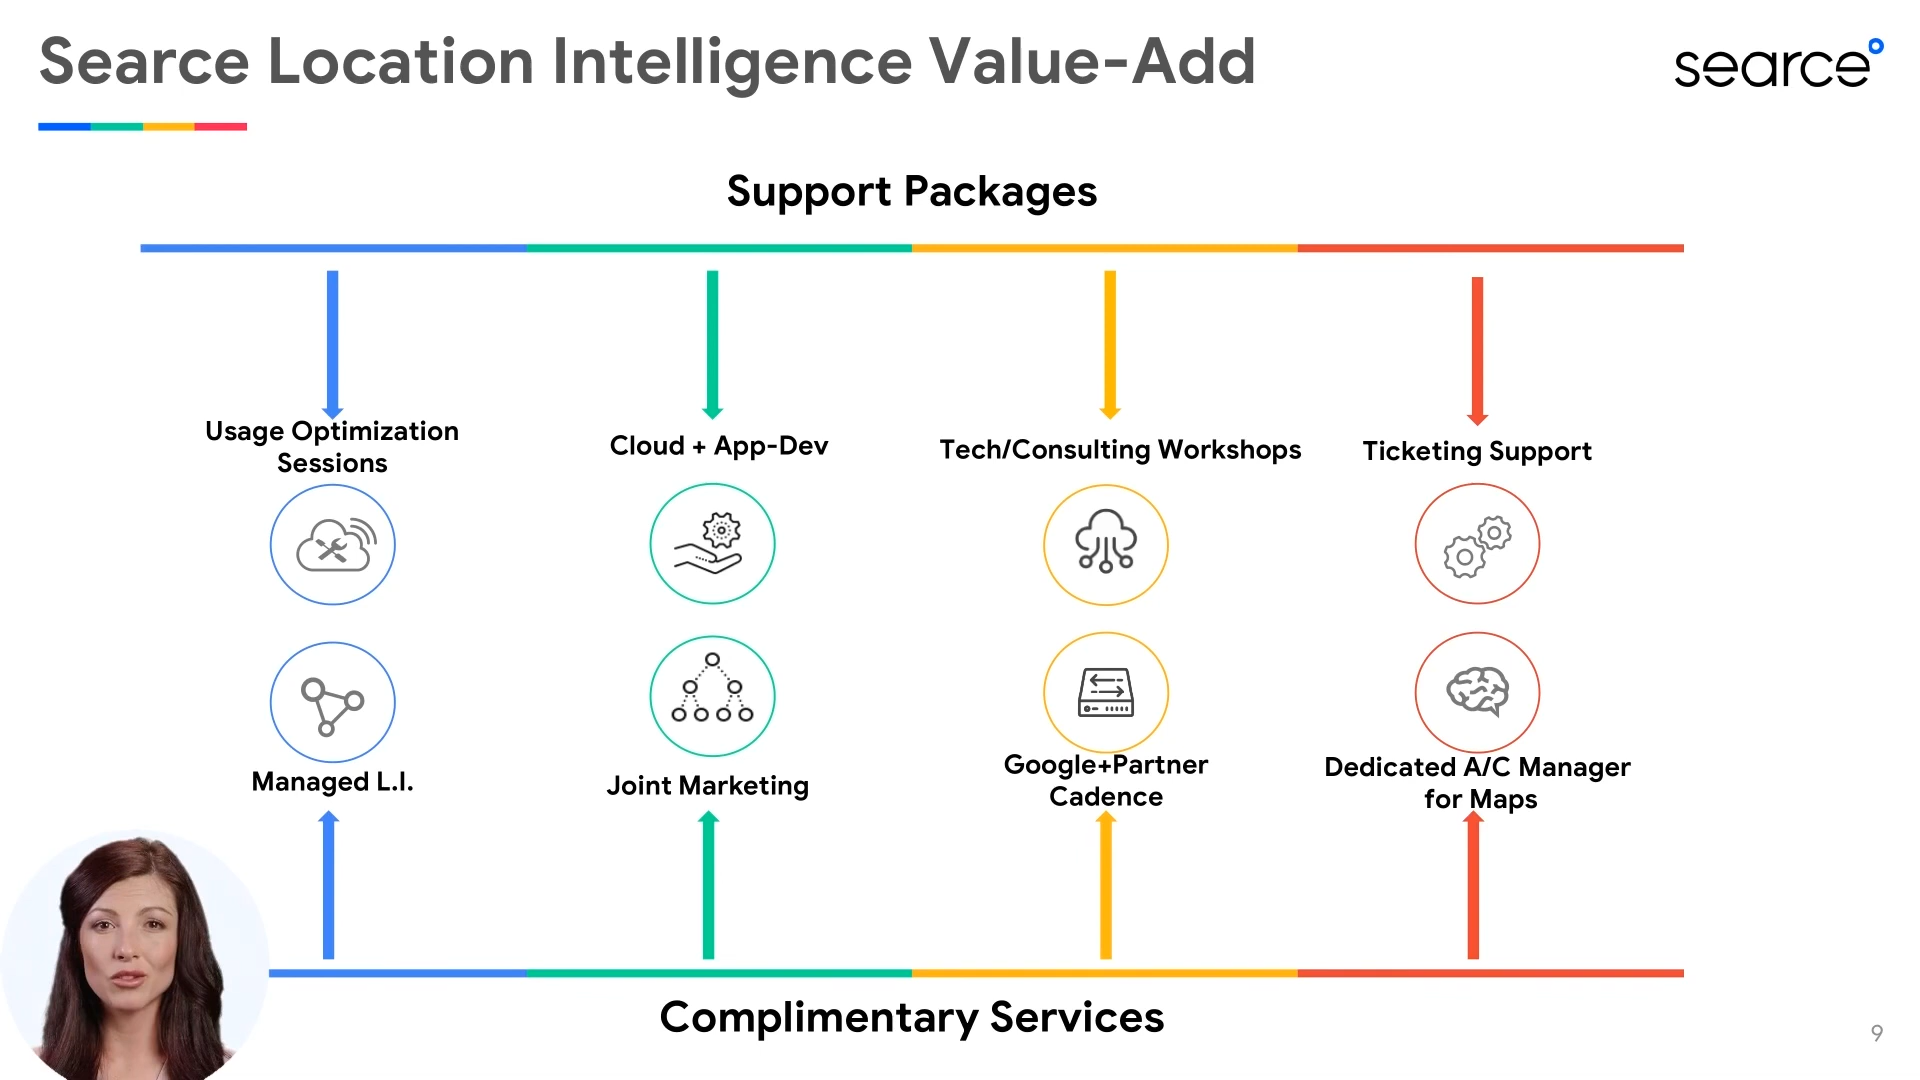 Searce Location Intelligence Value-Add
searce
Support Packages
Usage Optimization
Sessions
Cloud + App-Dev
Tech/Consulting Workshops
Ticketing Support
Managed L.I.
Joint Marketing
Google+Partner
Cadence
Dedicated A/C Manager
for Maps
Complimentary Services
9